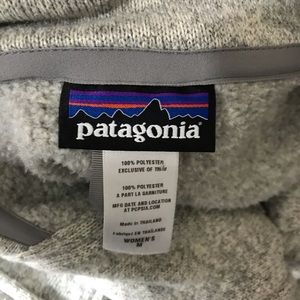 patagonia
100% POLYESTER
EXCLUSIVE OF TRIM
100% POLYESTER
A PART LA GARNITURE
MFG DATE AND LOCATION
AT PCPSIA.COM
MADE IN THAILAND
Fabriqué EN THAÏLANDE
WOMEN'S
M